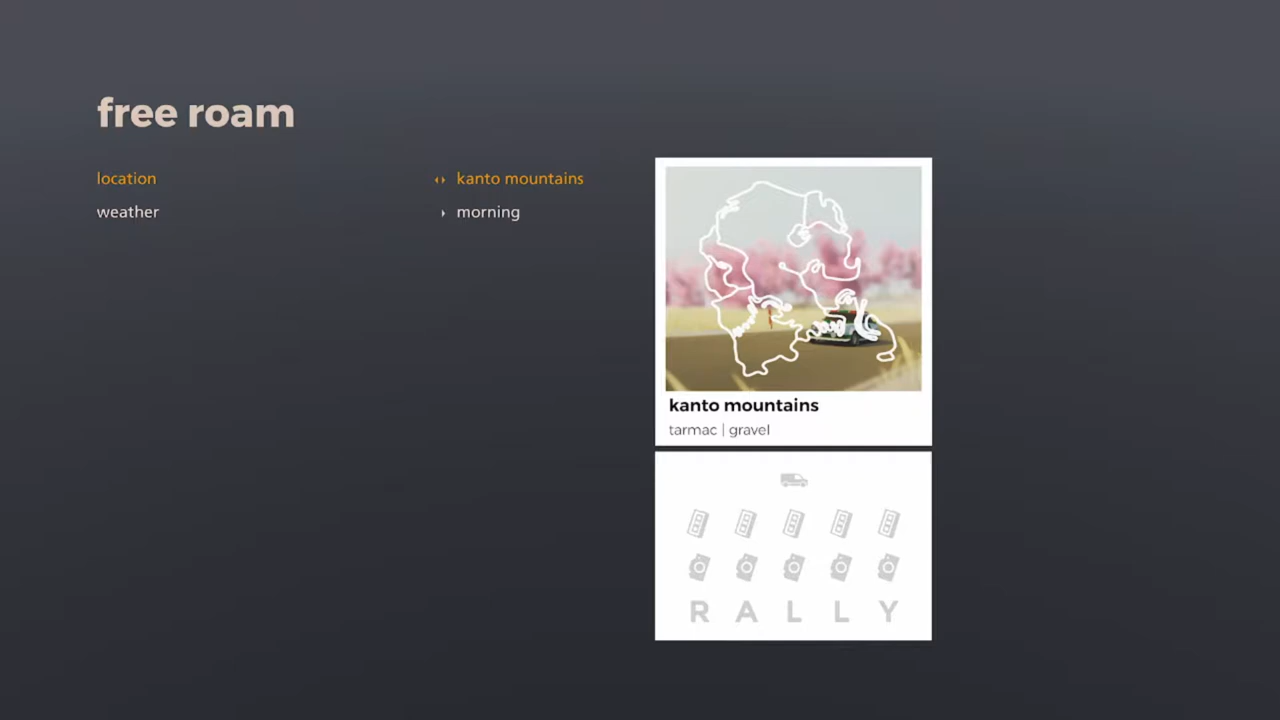 free roam
location kanto mountains
weather morning
kanto mountains
tarmac | gravel
R A L L Y